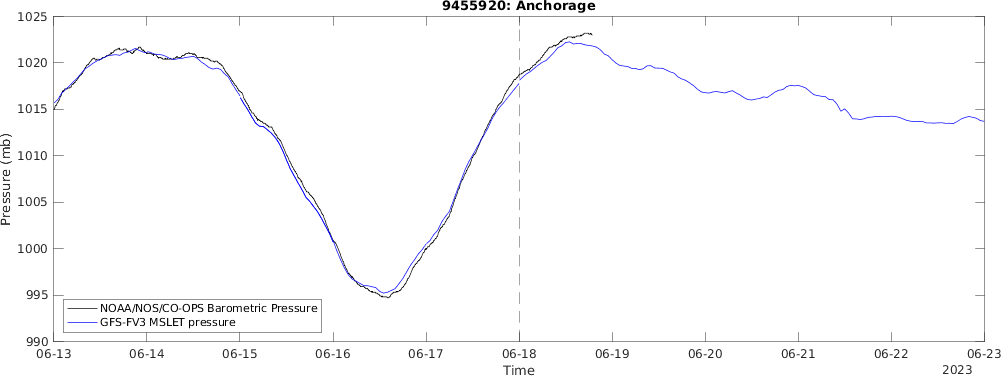 9455920: Anchorage
1025
1020
1015
1010
1005
1000
995
990
Pressure (mb)
NOAA/NOS/CO-OPS Barometric Pressure
GFS-FV3 MSLET pressure
06-13 06-14 06-15 06-16 06-17 06-18 06-19 06-20 06-21 06-22 06-23
Time
2023